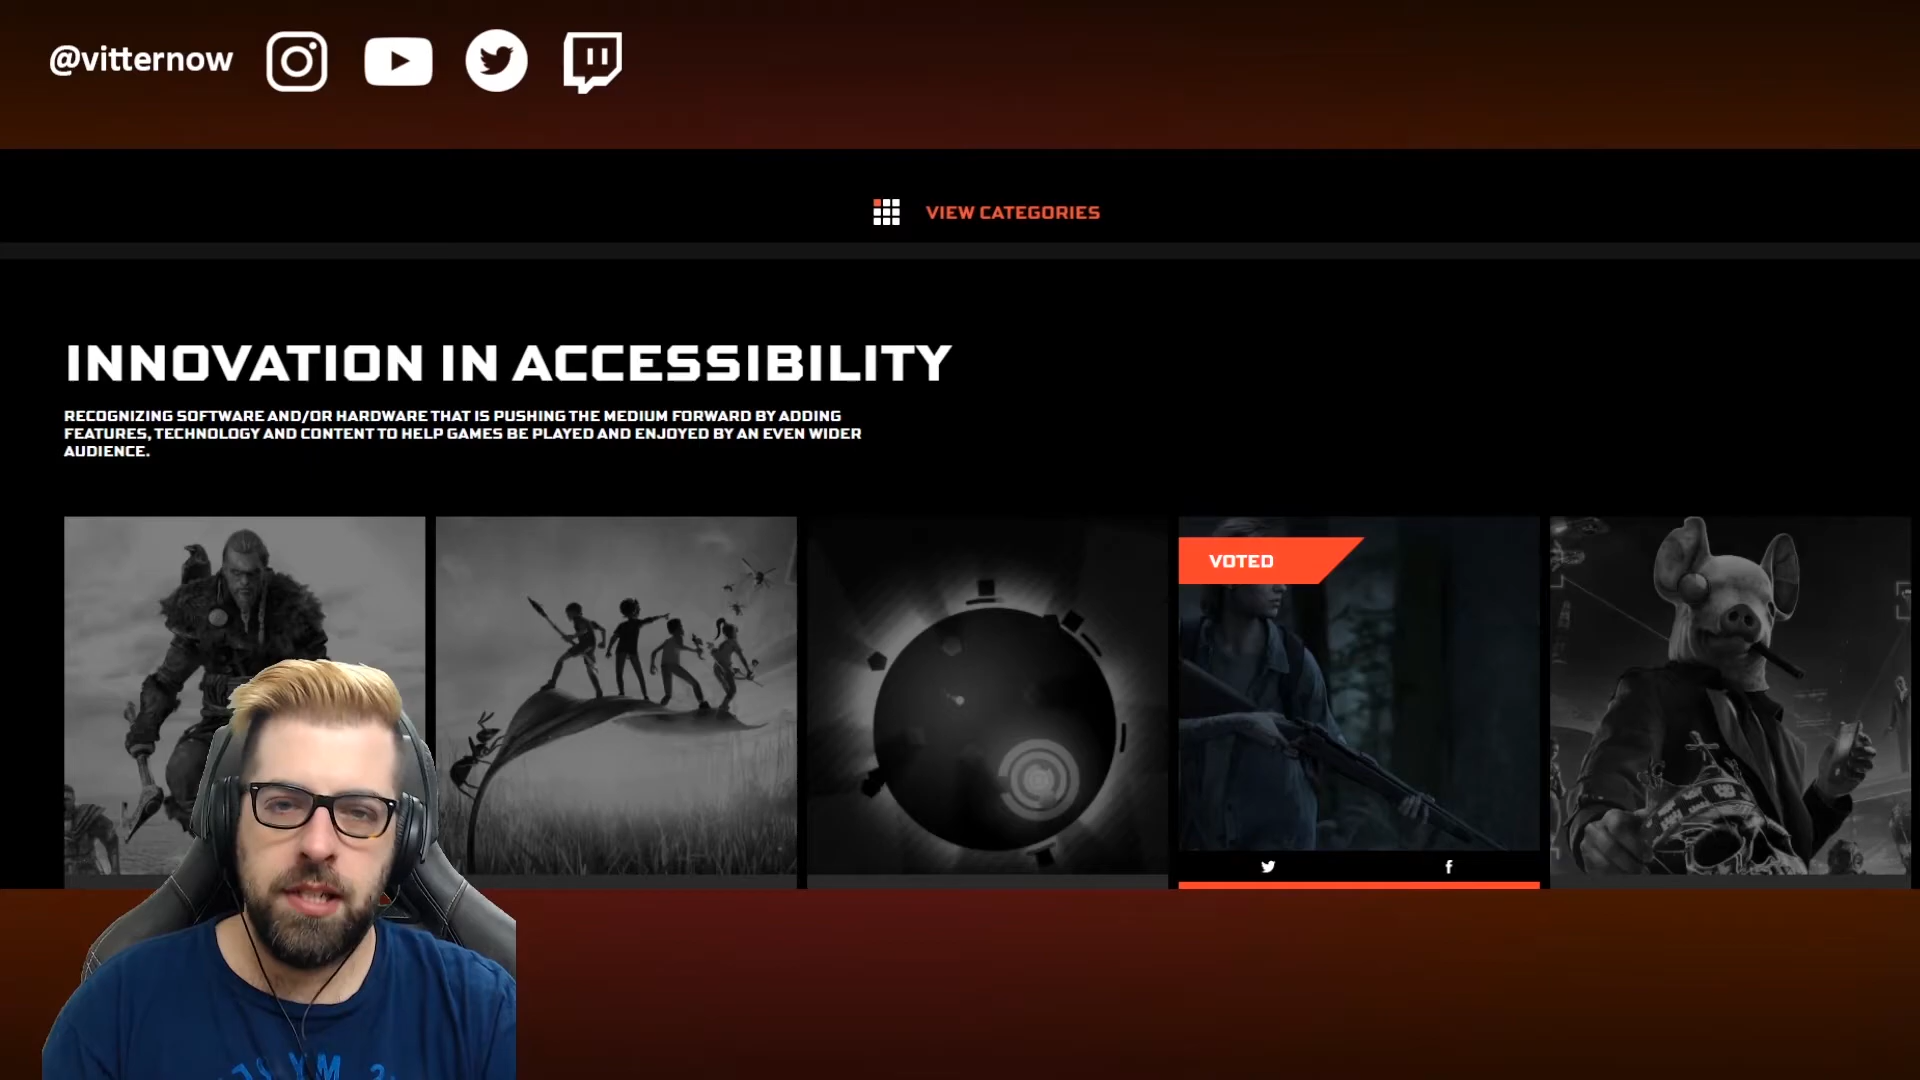 @vitternow
VIEW CATEGORIES
INNOVATION IN ACCESSIBILITY
RECOGNIZING SOFTWARE AND/OR HARDWARE THAT IS PUSHING THE MEDIUM FORWARD BY ADDING
FEATURES, TECHNOLOGY AND CONTENT TO HELP GAMES BE PLAYED AND ENJOYED BY AN EVEN WIDER
AUDIENCE.
VOTED